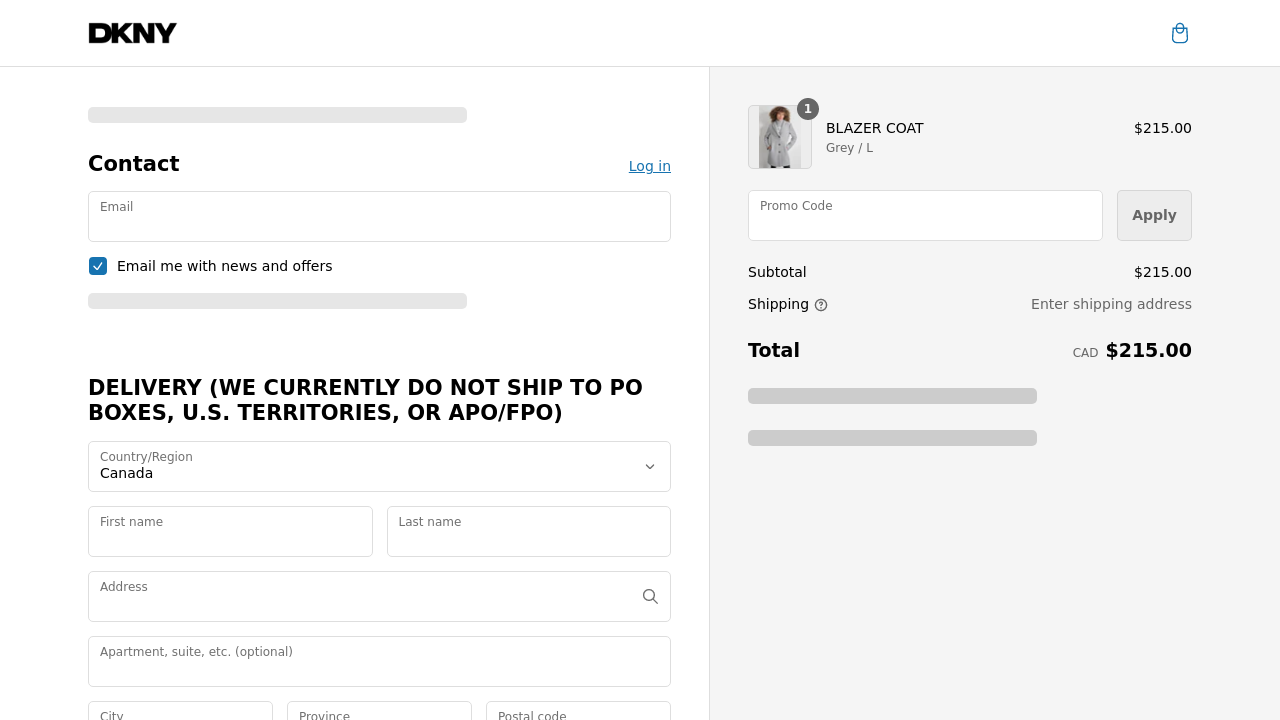 DKNY
Contact
Log in
Email
Email me with news and offers
DELIVERY (WE CURRENTLY DO NOT SHIP TO PO
BOXES, U.S. TERRITORIES, OR APO/FPO)
Country/Region
Canada
First name
Last name
Address
Apartment, suite, etc. (optional)
City
Province
Postal code
1
BLAZER COAT
$215.00
Grey / L
Promo Code
Apply
Subtotal
$215.00
Shipping
Enter shipping address
Total
CAD $215.00